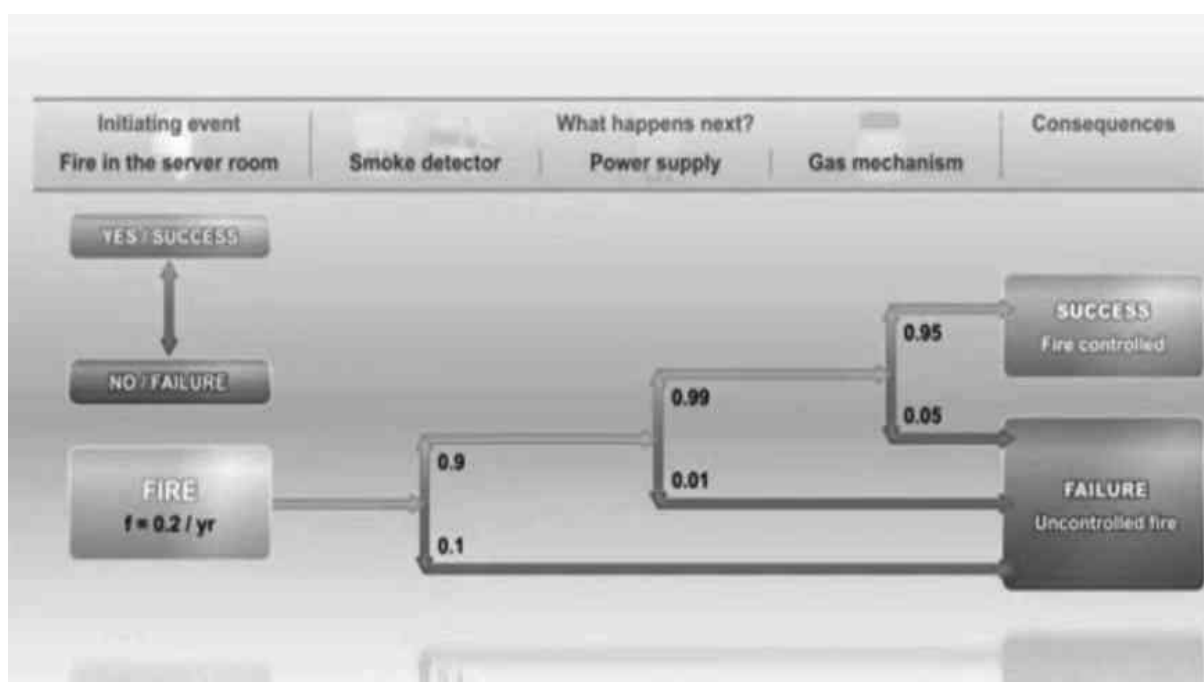 Initiating event
What happens next?
Consequences
Fire in the server room
Smoke detector
Power supply
Gas mechanism
YES / SUCCESS
NO / FAILURE
SUCCESS
Fire controlled
0.95
0.99
0.05
0.9
0.01
FIRE
f = 0.2 / yr
FAILURE
Uncontrolled fire
0.1